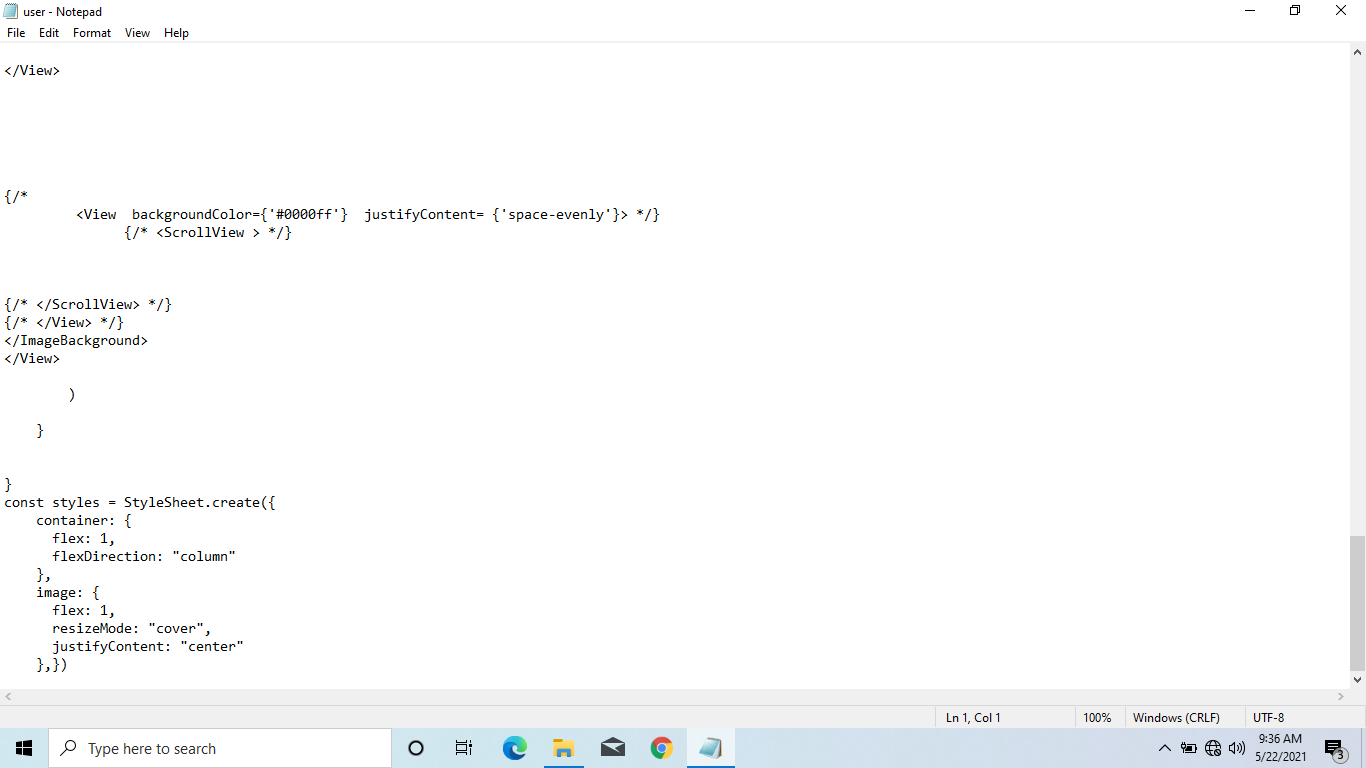 user - Notepad
File Edit Format View Help
</View>
{/*
<View  backgroundColor={'#0000ff'}  justifyContent= {'space-evenly'}> */}
{/* <ScrollView > */}
{/* </ScrollView> */}
{/* </View> */}
</ImageBackground>
</View>
)
}
}
const styles = StyleSheet.create({
container: {
flex: 1,
flexDirection: "column"
},
image: {
flex: 1,
resizeMode: "cover",
justifyContent: "center"
},})
Ln 1, Col 1 100% Windows (CRLF) UTF-8
Type here to search
9:36 AM
5/22/2021
3